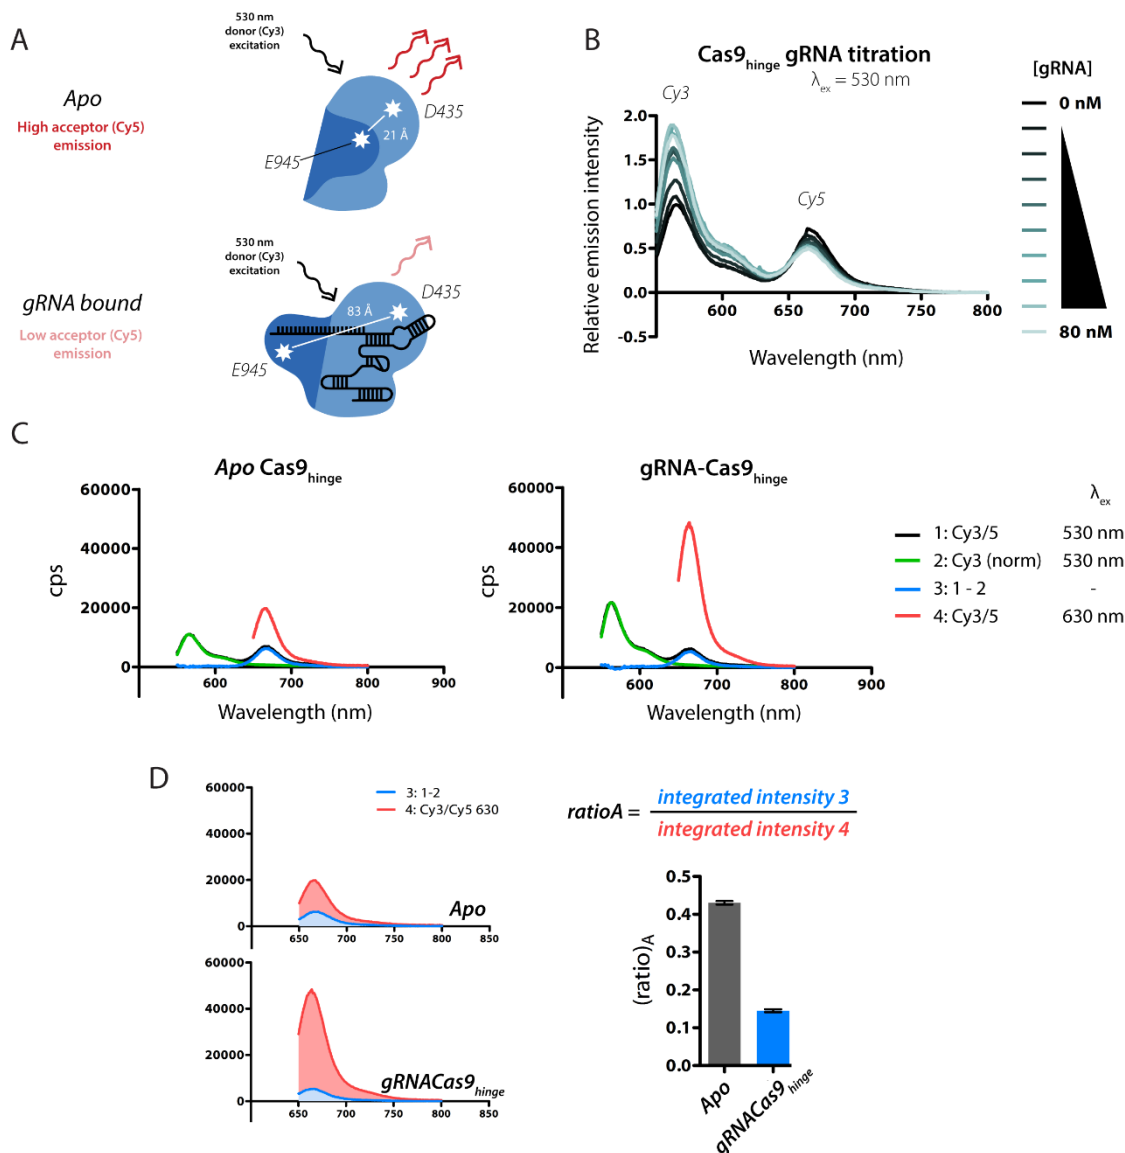 A
530 nm
donor (Cy3)
excitation
Apo
High acceptor (Cy5)
emission
D435
21 Å
E945
530 nm
donor (Cy3)
excitation
gRNA bound
Low acceptor (Cy5)
emission
D435
83 Å
E945
B
Cas9hinge gRNA titration
λex = 530 nm
[gRNA]
Cy3
Cy5
0 nM
80 nM
2.0
1.5
1.0
0.5
0.0
-0.5
600
650
700
750
800
Relative emission intensity
Wavelength (nm)
C
Apo Cas9hinge
60000
40000
20000
0
cps
600
700
800
900
Wavelength (nm)
gRNA-Cas9hinge
60000
40000
20000
0
cps
600
700
800
900
Wavelength (nm)
λex
1: Cy3/5 530 nm
2: Cy3 (norm) 530 nm
3: 1 - 2 -
4: Cy3/5 630 nm
D
60000
40000
20000
0
3: 1-2
4: Cy3/Cy5 630
Apo
650
700
750
800
850
60000
40000
20000
0
gRNACas9hinge
650
700
750
800
850
ratioA = integrated intensity 3
integrated intensity 4
0.5
0.4
0.3
0.2
0.1
0.0
(ratio)A
Apo
gRNACas9hinge